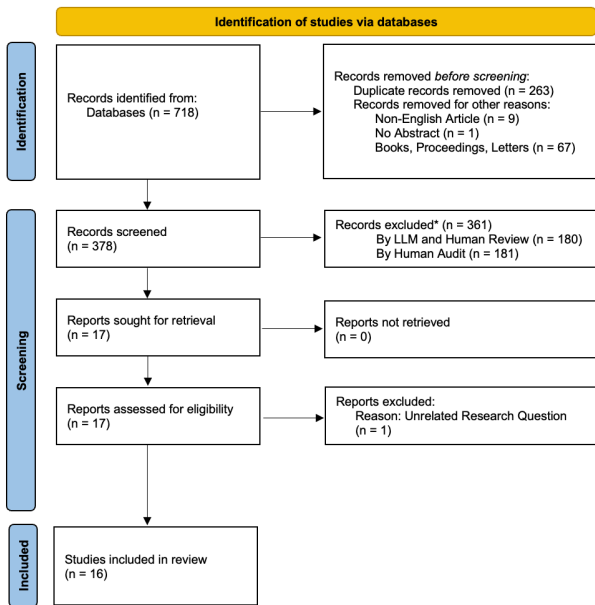 Identification of studies via databases
Identification
Records identified from:
Databases (n = 718)
Records removed before screening:
Duplicate records removed (n = 263)
Records removed for other reasons:
Non-English Article (n = 9)
No Abstract (n = 1)
Books, Proceedings, Letters (n = 67)
Screening
Records screened
(n = 378)
Records excluded* (n = 361)
By LLM and Human Review (n = 180)
By Human Audit (n = 181)
Reports sought for retrieval
(n = 17)
Reports not retrieved
(n = 0)
Reports assessed for eligibility
(n = 17)
Reports excluded:
Reason: Unrelated Research Question
(n = 1)
Included
Studies included in review
(n = 16)